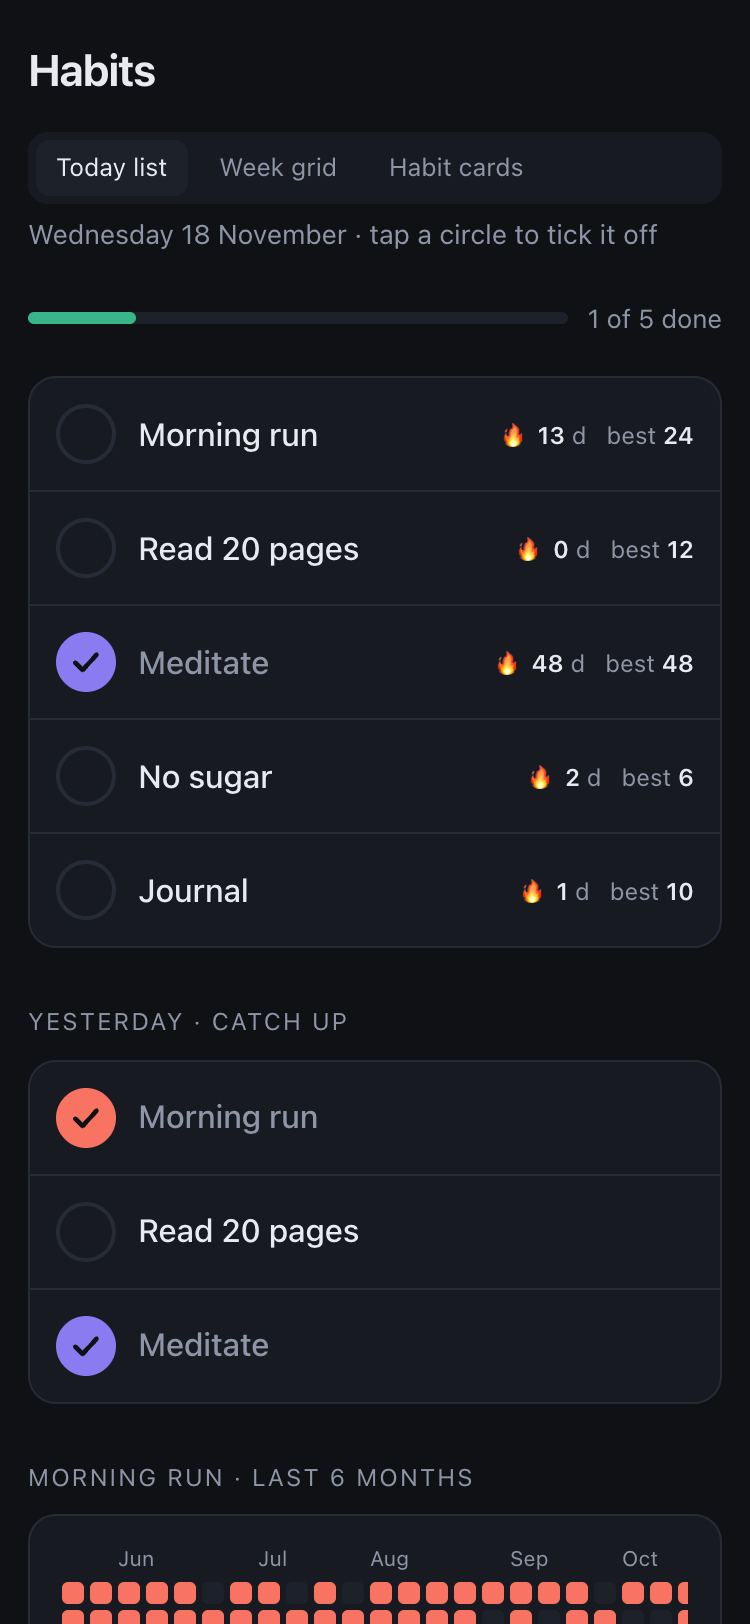 Habits
Today list Week grid Habit cards
Wednesday 18 November · tap a circle to tick it off
1 of 5 done
Morning run 🔥 13 d best 24
Read 20 pages 🔥 0 d best 12
Meditate 🔥 48 d best 48
No sugar 🔥 2 d best 6
Journal 🔥 1 d best 10
YESTERDAY · CATCH UP
Morning run
Read 20 pages
Meditate
MORNING RUN · LAST 6 MONTHS
Jun Jul Aug Sep Oct